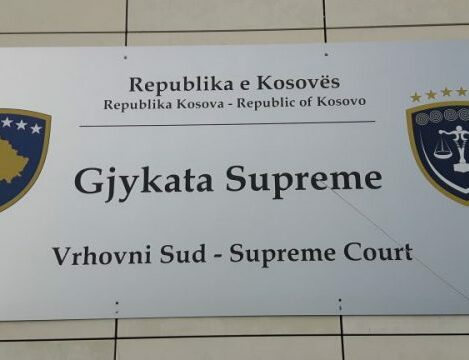 Republika e Kosovës
Republika Kosova - Republic of Kosovo
Gjykata Supreme
Vrhovni Sud - Supreme Court